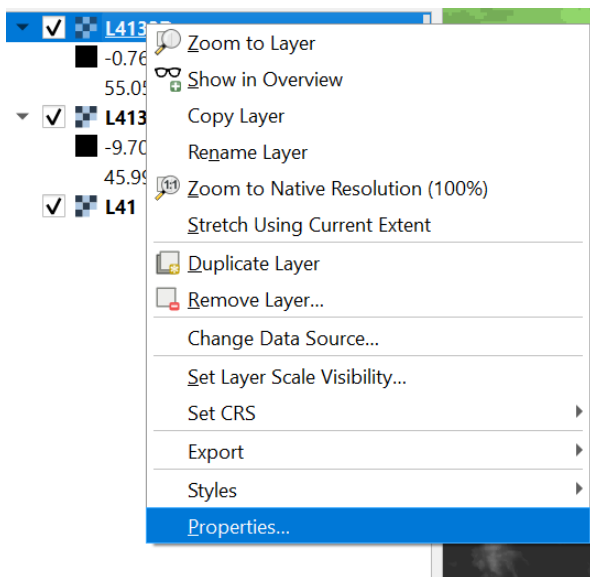 Zoom to Layer
-0.76
Show in Overview
55.05
Copy Layer
L413
Rename Layer
-9.70
45.99
Zoom to Native Resolution (100%)
L41
Stretch Using Current Extent
Duplicate Layer
Remove Layer...
Change Data Source...
Set Layer Scale Visibility...
Set CRS
Export
Styles
Properties...